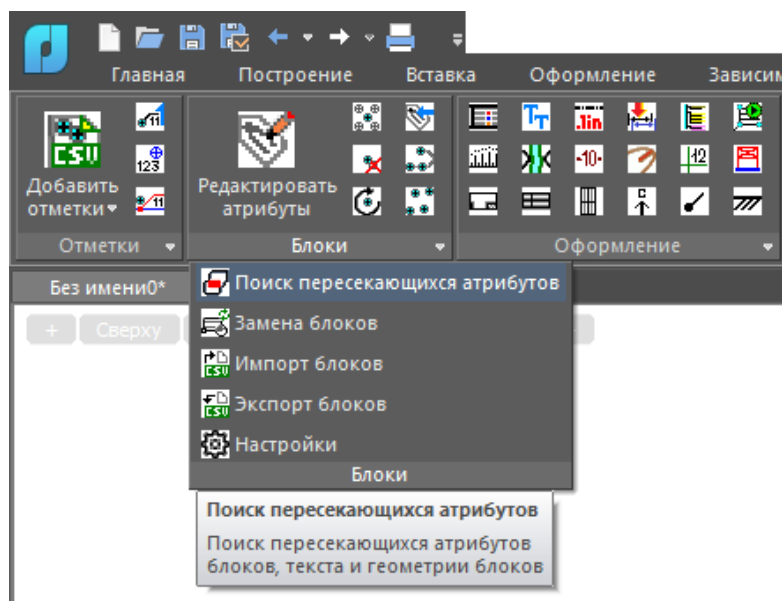 Главная Построение Вставка Оформление Зависим
Добавить отметки
Редактировать атрибуты
Отметки Блоки Оформление
Без имени0*
+ Сверху
Поиск пересекающихся атрибутов
Замена блоков
Импорт блоков
Экспорт блоков
Настройки
Блоки
Поиск пересекающихся атрибутов
Поиск пересекающихся атрибутов
блоков, текста и геометрии блоков